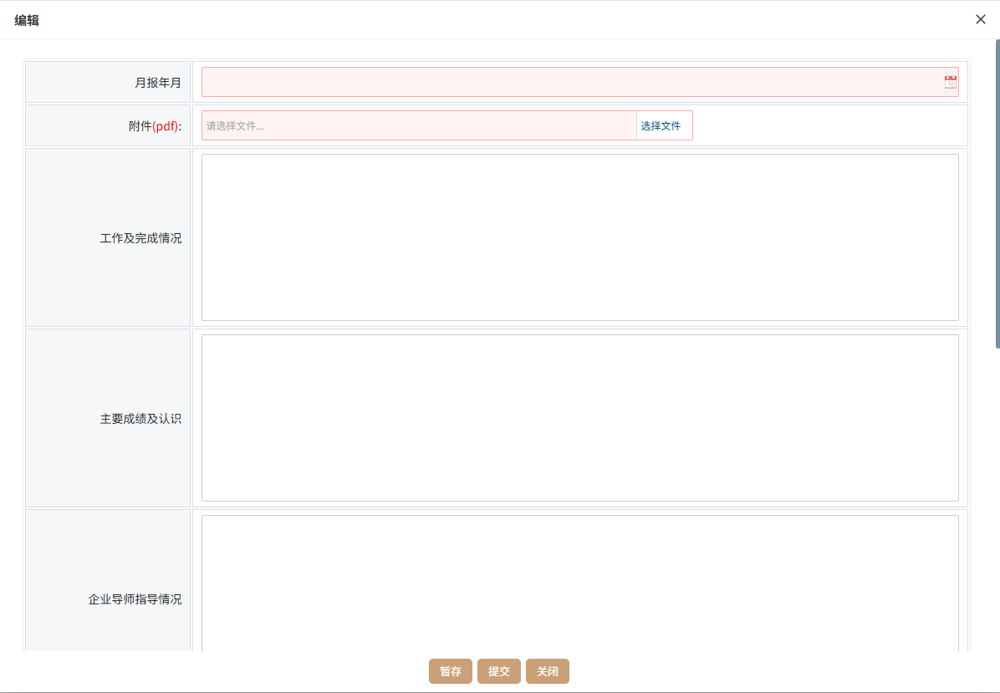 编辑
月报年月
附件(pdf):
请选择文件...
选择文件
工作及完成情况
主要成绩及认识
企业导师指导情况
暂存
提交
关闭